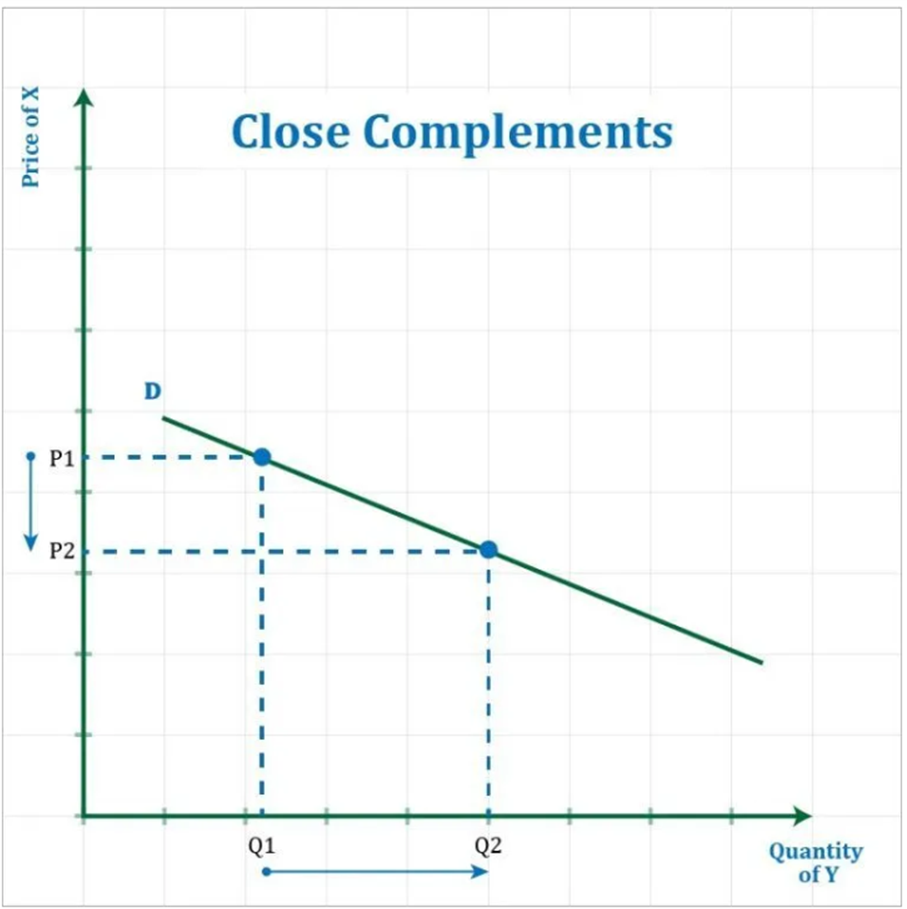 Price of X
Close Complements
D
P1
P2
Q1
Q2
Quantity
of Y